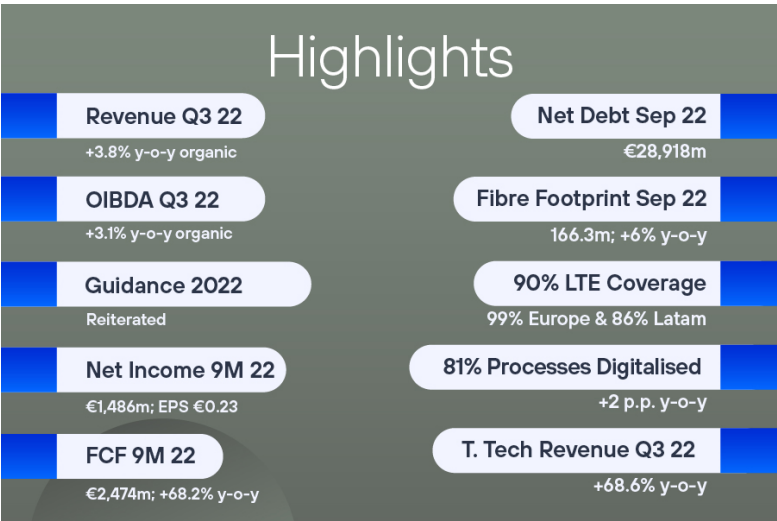 Highlights
Revenue Q3 22
+3.8% y-o-y organic
OIBDA Q3 22
+3.1% y-o-y organic
Guidance 2022
Reiterated
Net Income 9M 22
€1,486m; EPS €0.23
FCF 9M 22
€2,474m; +68.2% y-o-y
Net Debt Sep 22
€28,918m
Fibre Footprint Sep 22
166.3m; +6% y-o-y
90% LTE Coverage
99% Europe & 86% Latam
81% Processes Digitalised
+2 p.p. y-o-y
T. Tech Revenue Q3 22
+68.6% y-o-y